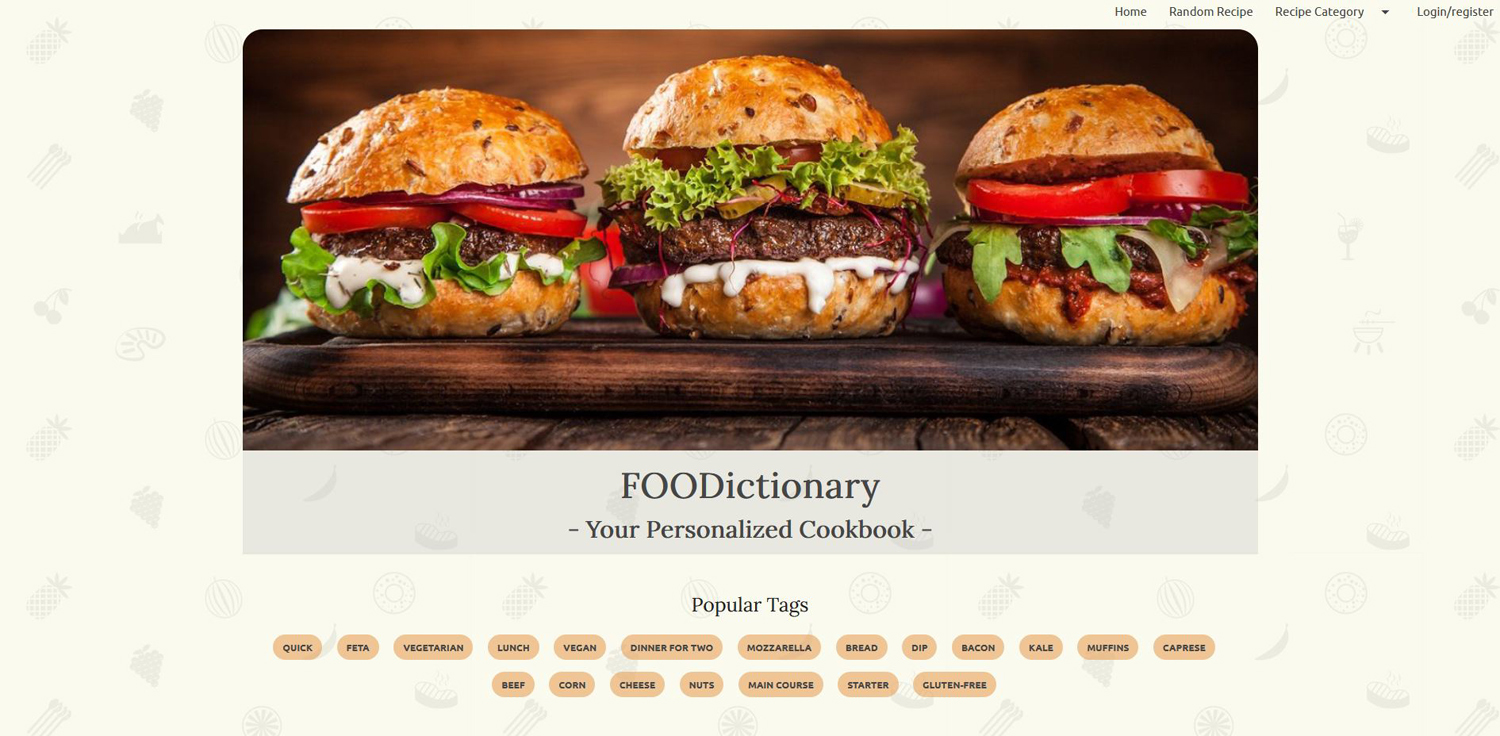 Home Random Recipe Recipe Category Login/register
FOODictionary
– Your Personalized Cookbook –
Popular Tags
QUICK FETA VEGETARIAN LUNCH VEGAN DINNER FOR TWO MOZZARELLA BREAD DIP BACON KALE MUFFINS CAPRESE
BEEF CORN CHEESE NUTS MAIN COURSE STARTER GLUTEN-FREE